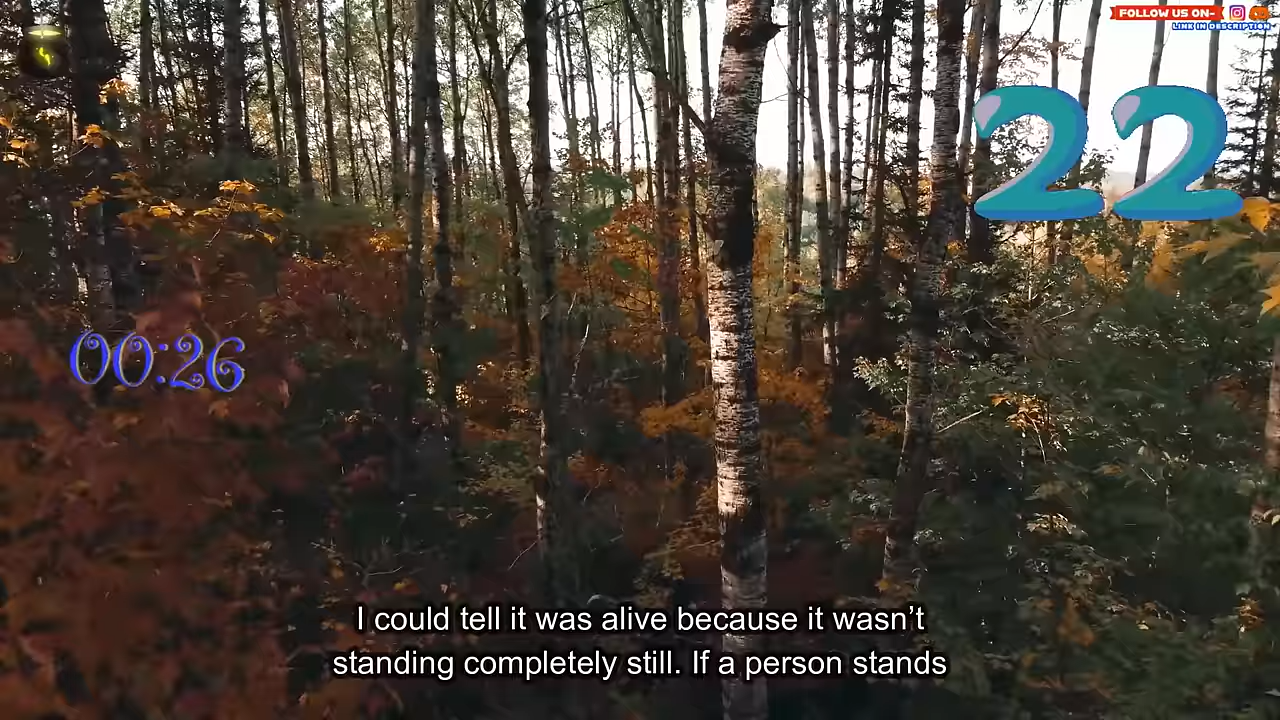 FOLLOW US ON-
LINK IN DESCRIPTION
22
00:26
I could tell it was alive because it wasn’t
standing completely still. If a person stands